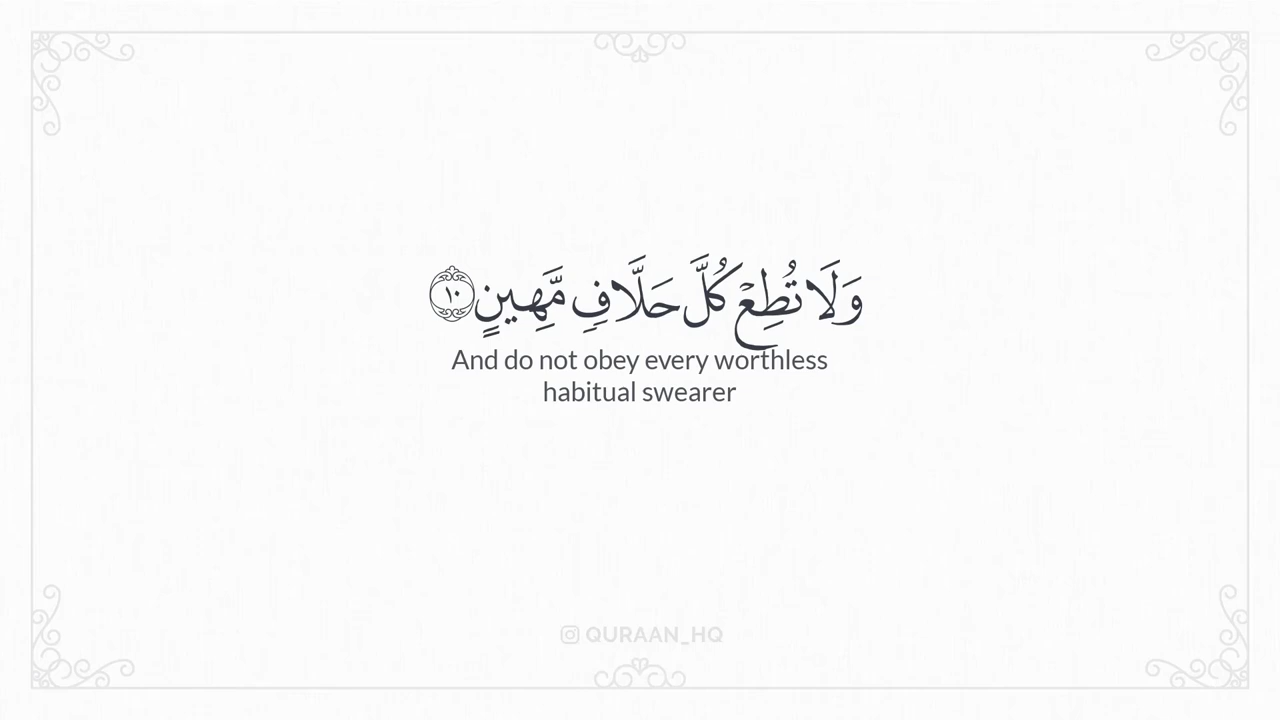 وَلَا تُطِعْ كُلَّ حَلَّافٍ مَّهِينٍ ١٠
And do not obey every worthless
habitual swearer
QURAAN_HQ